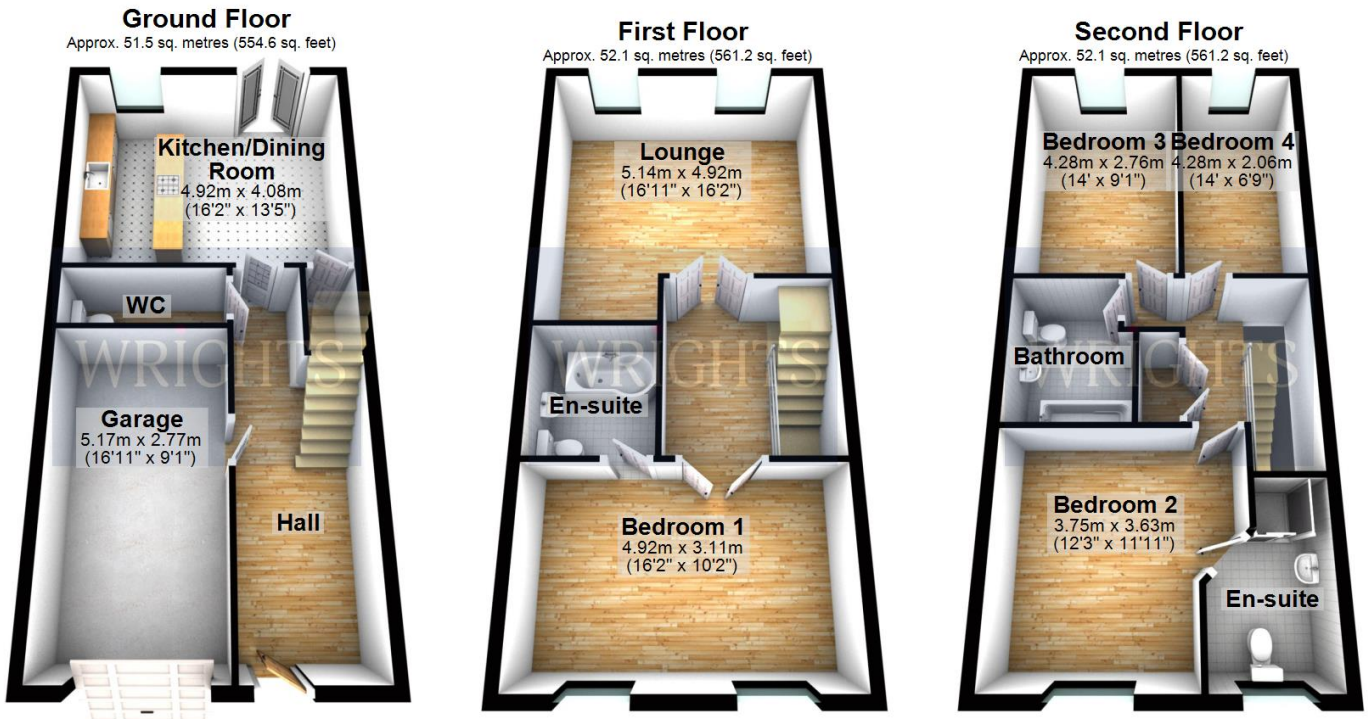 Ground Floor
Approx. 51.5 sq. metres (554.6 sq. feet)
Kitchen/Dining
Room
4.92m x 4.08m
(16'2" x 13'5")
WC
WRIGHTS
Garage
5.17m x 2.77m
(16'11" x 9'1")
Hall
First Floor
Approx. 52.1 sq. metres (561.2 sq. feet)
Lounge
5.14m x 4.92m
(16'11" x 16'2")
WRIGHTS
En-suite
Bedroom 1
4.92m x 3.11m
(16'2" x 10'2")
Second Floor
Approx. 52.1 sq. metres (561.2 sq. feet)
Bedroom 3
4.28m x 2.76m
(14' x 9'1")
Bedroom 4
4.28m x 2.06m
(14' x 6'9")
Bathroom
WRIGHTS
Bedroom 2
3.75m x 3.63m
(12'3" x 11'11")
En-suite